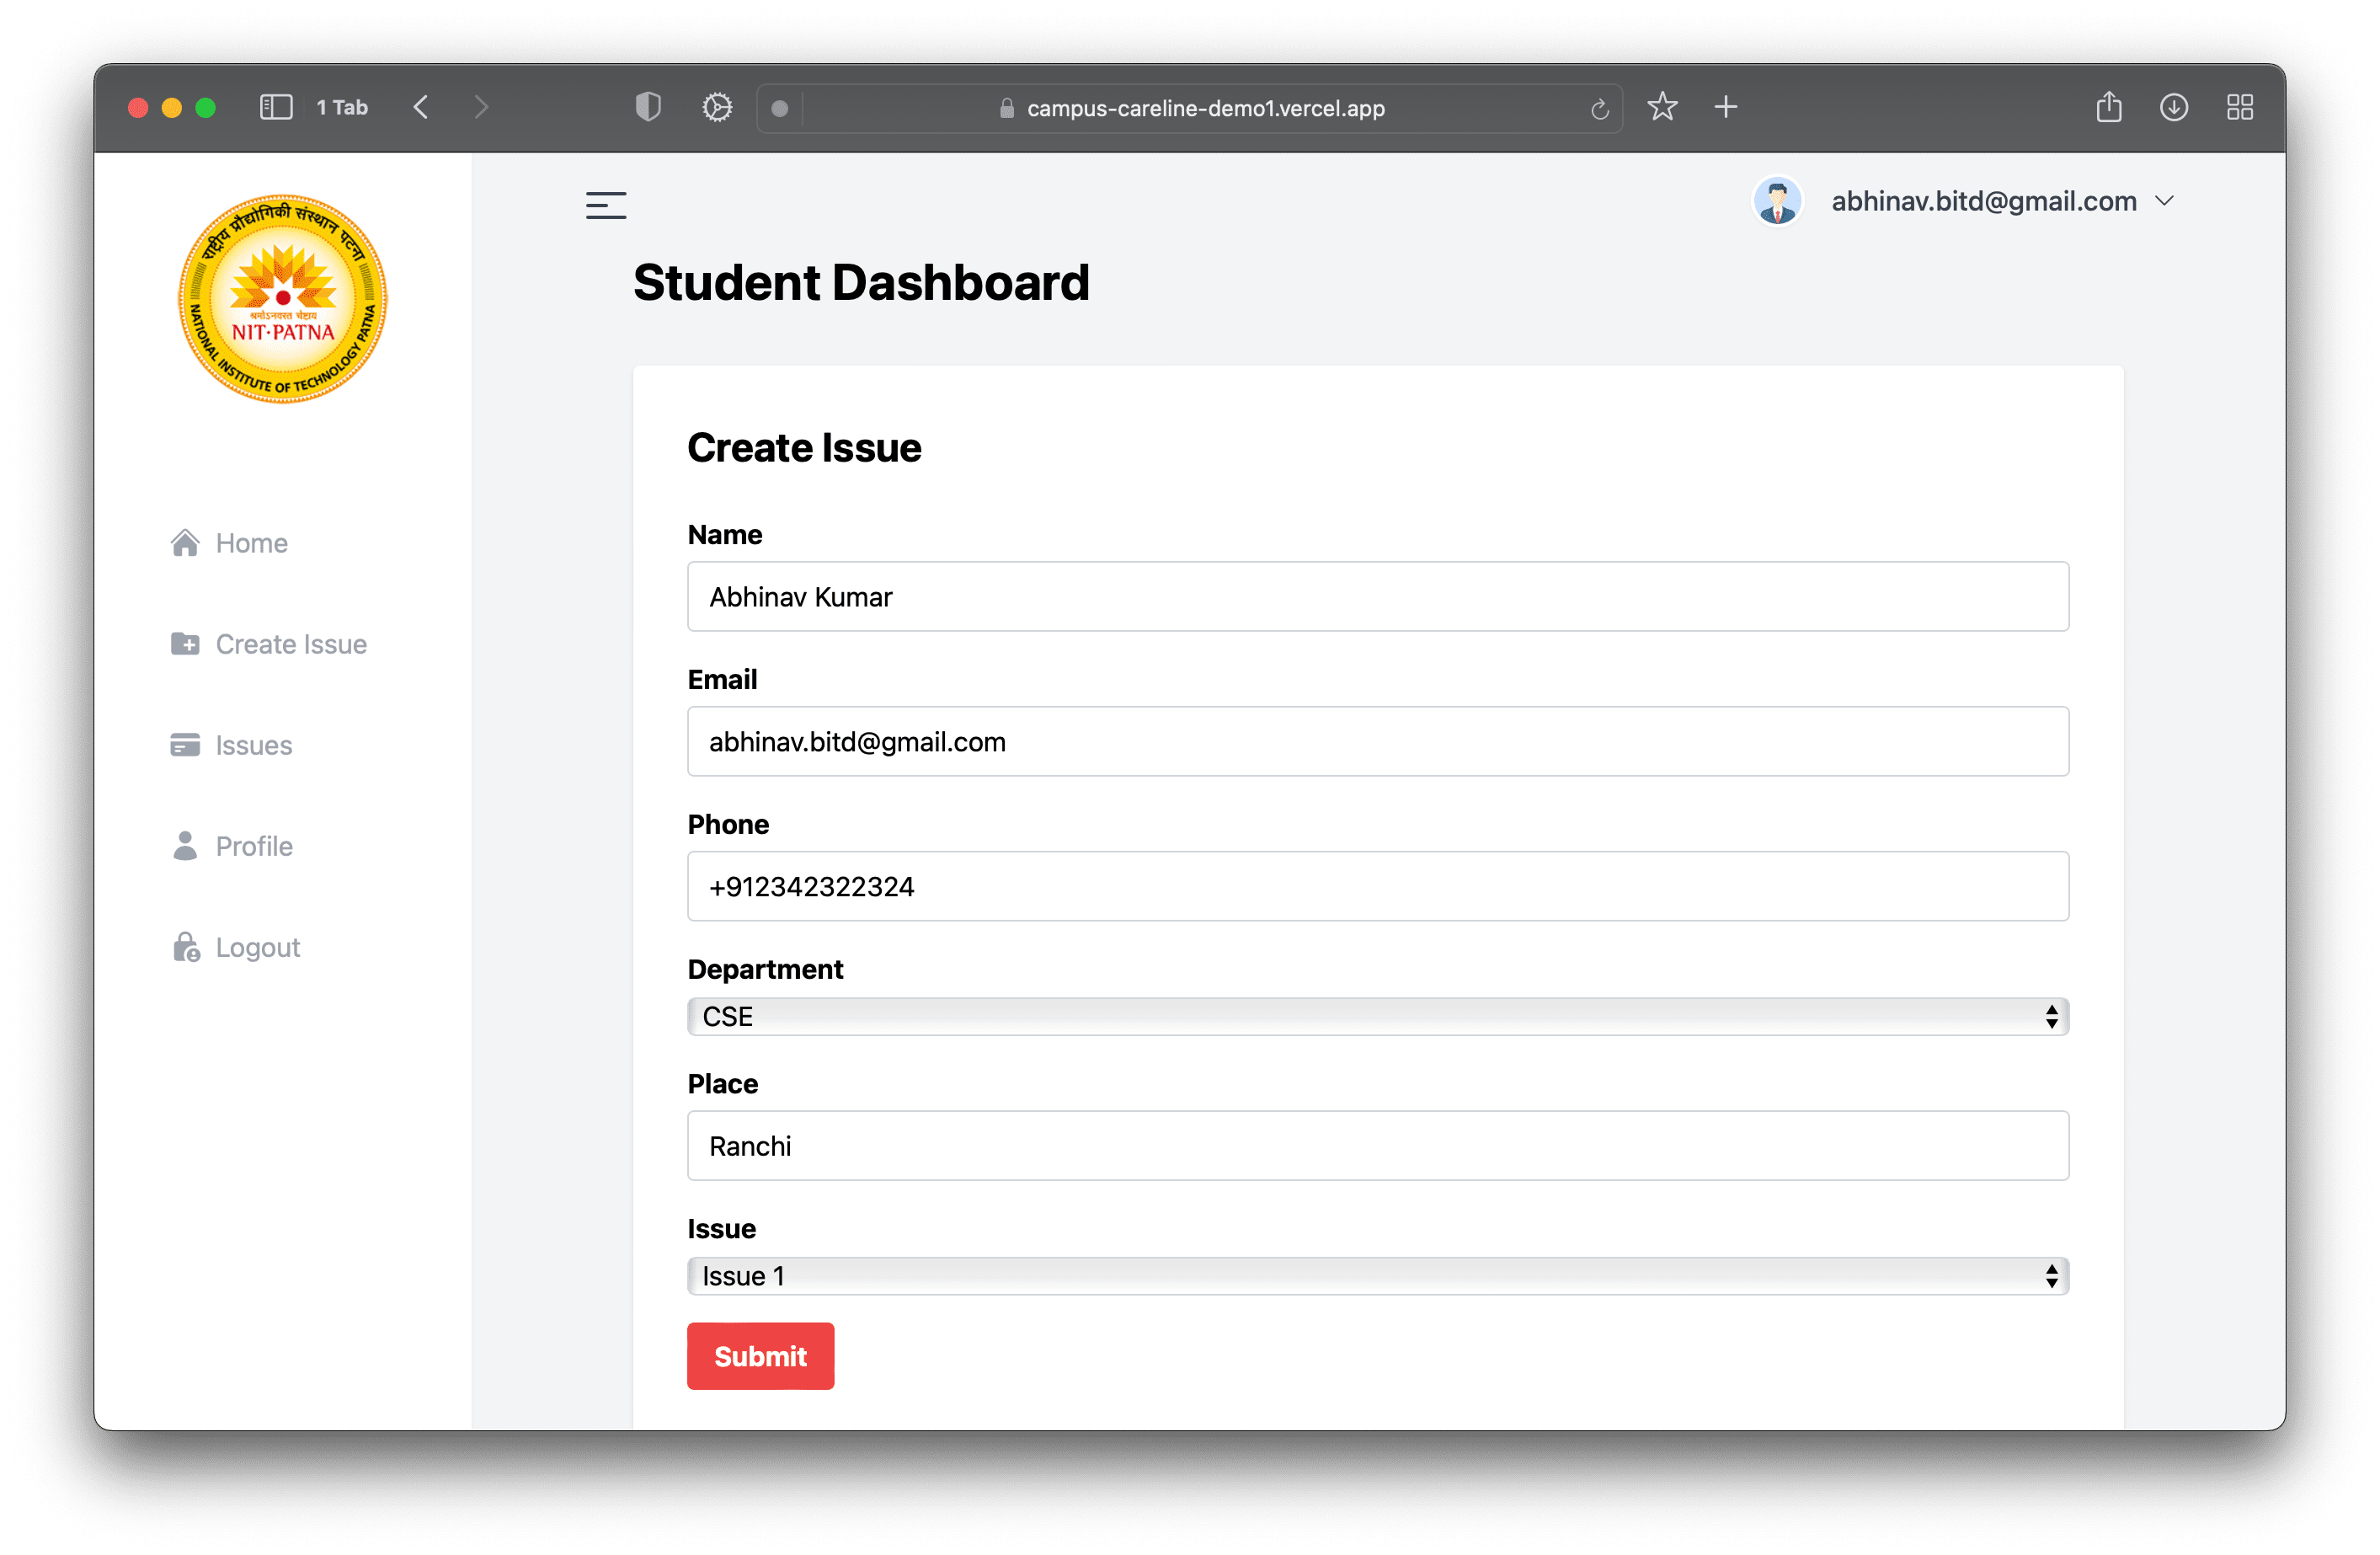 1 Tab
campus-careline-demo1.vercel.app
राष्ट्रीय प्रौद्योगिकी संस्थान पटना
श्रमोऽनवरत चेष्टाय
NIT·PATNA
NATIONAL INSTITUTE OF TECHNOLOGY PATNA
Home
Create Issue
Issues
Profile
Logout
abhinav.bitd@gmail.com
Student Dashboard
Create Issue
Name
Abhinav Kumar
Email
abhinav.bitd@gmail.com
Phone
+912342322324
Department
CSE
Place
Ranchi
Issue
Issue 1
Submit